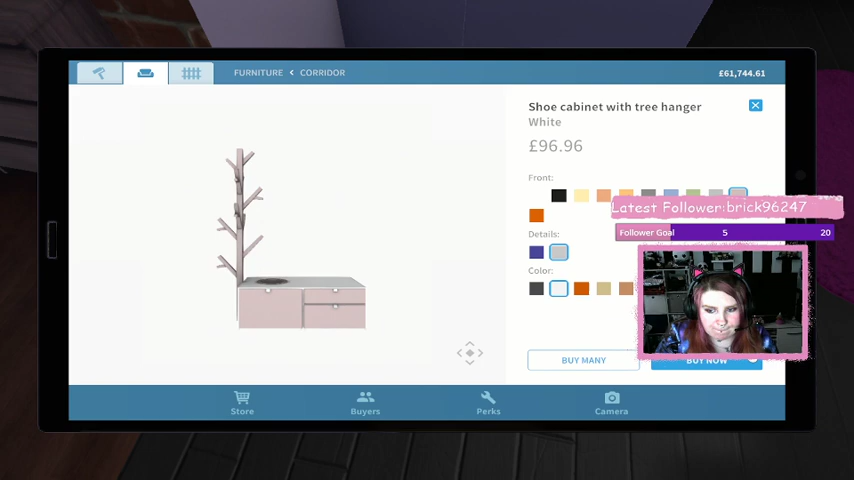 FURNITURE < CORRIDOR
£61,744.61
Shoe cabinet with tree hanger
White
£96.96
Front:
Latest Follower:brick96247
Follower Goal 5 20
Details:
Color:
BUY MANY
BUY NOW
Store
Buyers
Perks
Camera